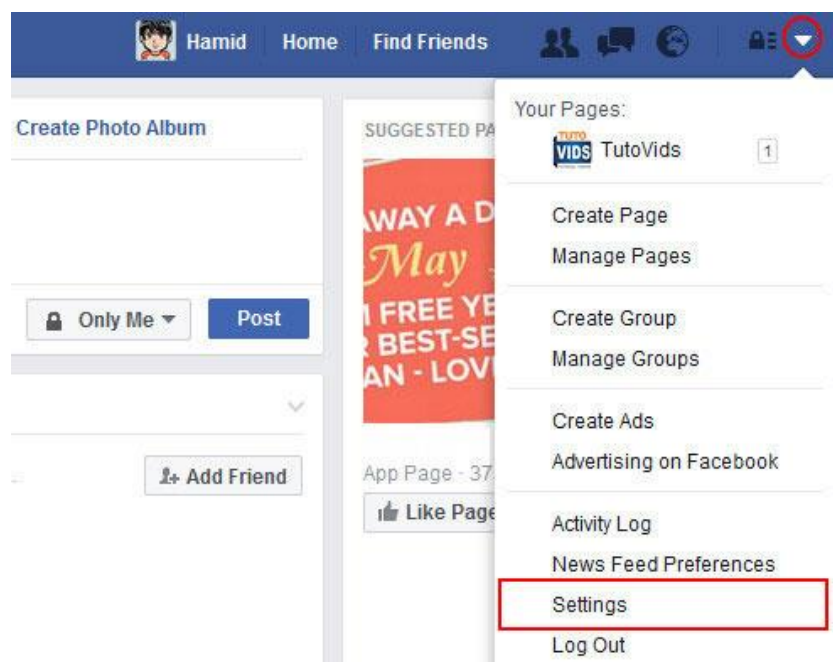 Hamid Home Find Friends
Create Photo Album
Only Me
Post
Add Friend
SUGGESTED
AWAY A
May
FREE
BEST-SE
AN - LOV
App Page · 37
Like Page
Your Pages:
TUTO
VIDS
TutoVids 1
Create Page
Manage Pages
Create Group
Manage Groups
Create Ads
Advertising on Facebook
Activity Log
News Feed Preferences
Settings
Log Out